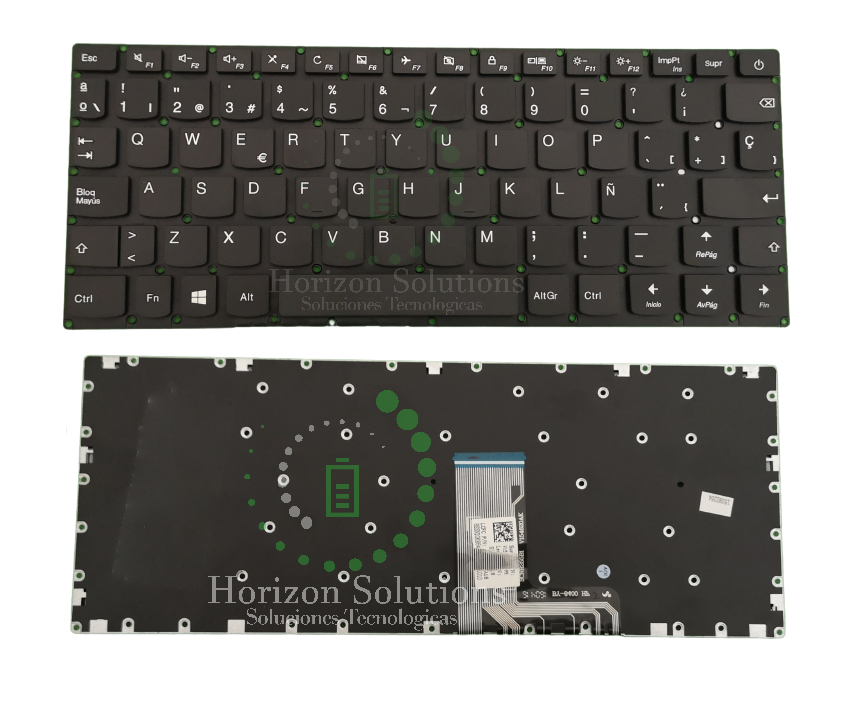 Esc F1 F2 F3 F4 F5 F6 F7 F8 F9 F10 F11 F12 ImpPt Ins Supr
ª º \ ! 1 | " 2 @ · 3 # $ 4 ~ % 5 & 6 ¬ / 7 ( 8 ) 9 = 0 ? ' ¿ ¡
Q W E € R T Y U I O P ^ ` [ * + ] Ç }
Bloq Mayús A S D F G H J K L Ñ ¨ ´ {
> < Z X C V B N M ; , : . _ - RePág
Horizon Solutions
Soluciones Tecnologicas
Ctrl Fn Alt AltGr Ctrl Inicio AvPág Fin
Horizon Solutions
Soluciones Tecnologicas